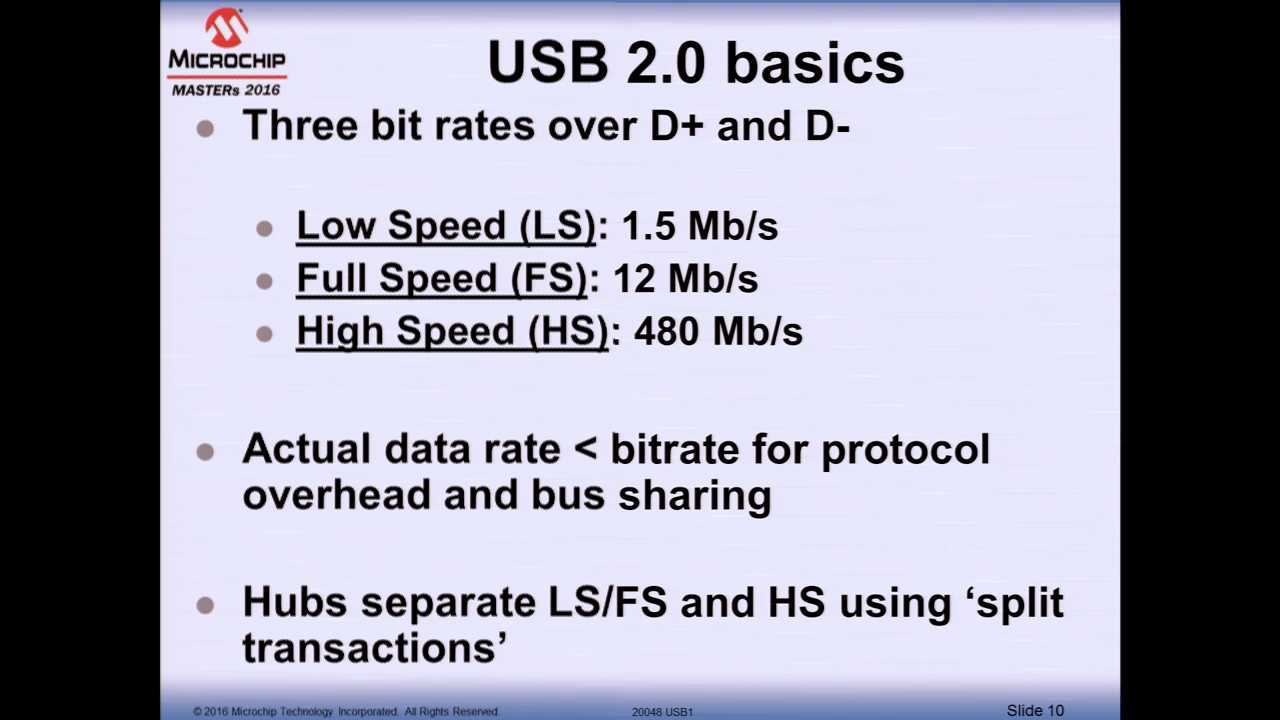 MICROCHIP
MASTERs 2016
USB 2.0 basics
Three bit rates over D+ and D-
Low Speed (LS): 1.5 Mb/s
Full Speed (FS): 12 Mb/s
High Speed (HS): 480 Mb/s
Actual data rate < bitrate for protocol
overhead and bus sharing
Hubs separate LS/FS and HS using ‘split
transactions’
© 2016 Microchip Technology Incorporated. All Rights Reserved.
20048 USB1
Slide 10